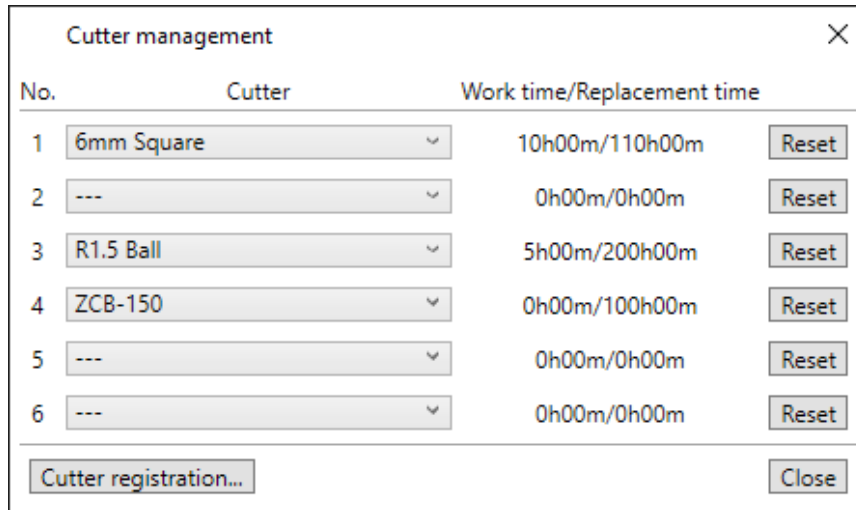 Cutter management
No. Cutter Work time/Replacement time
1 6mm Square 10h00m/110h00m Reset
2 --- 0h00m/0h00m Reset
3 R1.5 Ball 5h00m/200h00m Reset
4 ZCB-150 0h00m/100h00m Reset
5 --- 0h00m/0h00m Reset
6 --- 0h00m/0h00m Reset
Cutter registration... Close